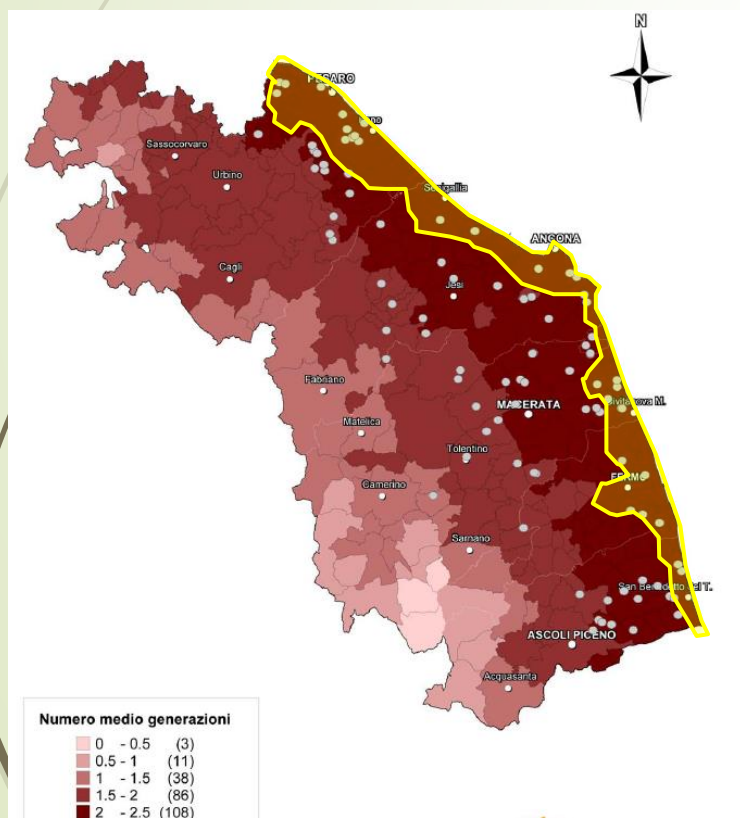 N
PESARO
Fano
Sassocorvaro
Urbino
Senigallia
ANCONA
Cagli
Jesi
Fabriano
MACERATA
Civitanova M.
Matelica
Tolentino
Camerino
FERMO
Sarnano
San Benedetto del T.
ASCOLI PICENO
Acquasanta
Numero medio generazioni
0 - 0.5 (3)
0.5 - 1 (11)
1 - 1.5 (38)
1.5 - 2 (86)
2 - 2.5 (108)